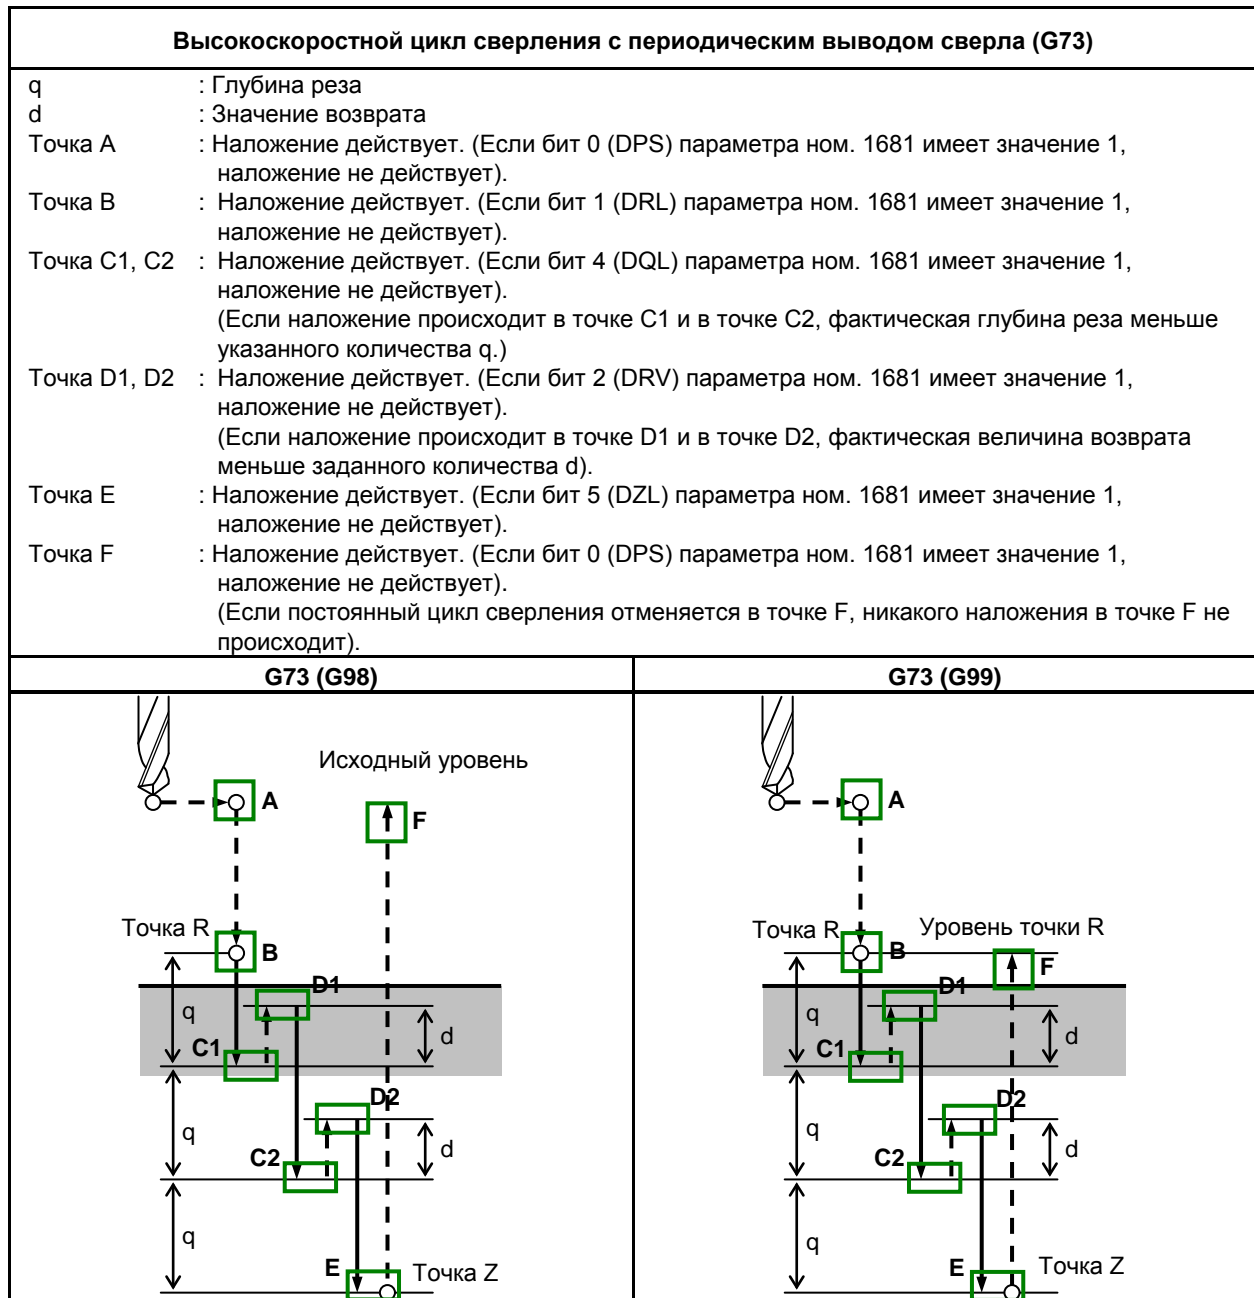 Высокоскоростной цикл сверления с периодическим выводом сверла (G73)
q : Глубина реза
d : Значение возврата
Точка A : Наложение действует. (Если бит 0 (DPS) параметра ном. 1681 имеет значение 1,
наложение не действует).
Точка B : Наложение действует. (Если бит 1 (DRL) параметра ном. 1681 имеет значение 1,
наложение не действует).
Точка C1, C2 : Наложение действует. (Если бит 4 (DQL) параметра ном. 1681 имеет значение 1,
наложение не действует).
(Если наложение происходит в точке C1 и в точке C2, фактическая глубина реза меньше
указанного количества q.)
Точка D1, D2 : Наложение действует. (Если бит 2 (DRV) параметра ном. 1681 имеет значение 1,
наложение не действует).
(Если наложение происходит в точке D1 и в точке D2, фактическая величина возврата
меньше заданного количества d).
Точка E : Наложение действует. (Если бит 5 (DZL) параметра ном. 1681 имеет значение 1,
наложение не действует).
Точка F : Наложение действует. (Если бит 0 (DPS) параметра ном. 1681 имеет значение 1,
наложение не действует).
(Если постоянный цикл сверления отменяется в точке F, никакого наложения в точке F не
происходит).
G73 (G98)
Исходный уровень
A
F
Точка R
B
D1
q
d
C1
D2
q
d
C2
q
E
Точка Z
G73 (G99)
A
Точка R
Уровень точки R
B
F
D1
q
d
C1
D2
q
d
C2
q
E
Точка Z